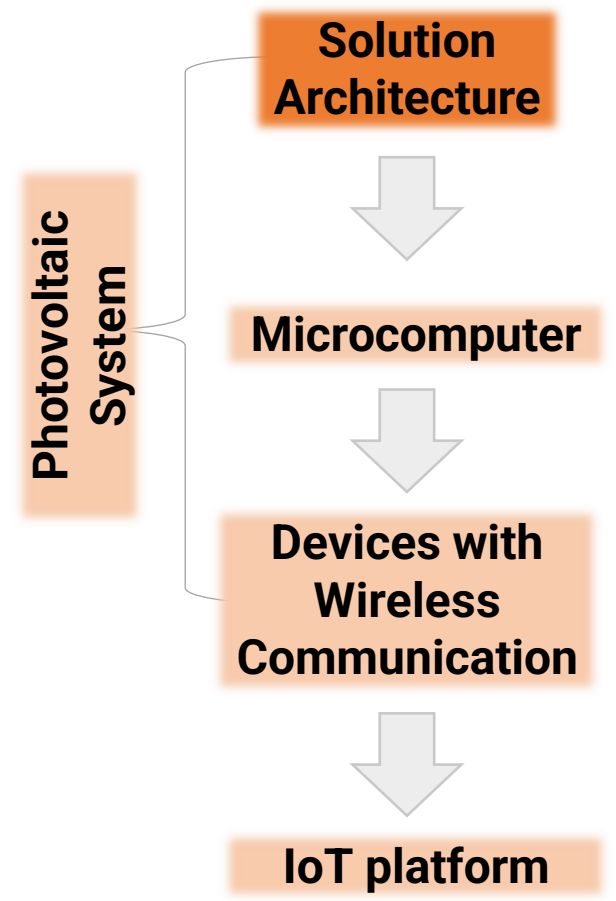 Solution
Architecture
Photovoltaic
System
Microcomputer
Devices with
Wireless
Communication
IoT platform